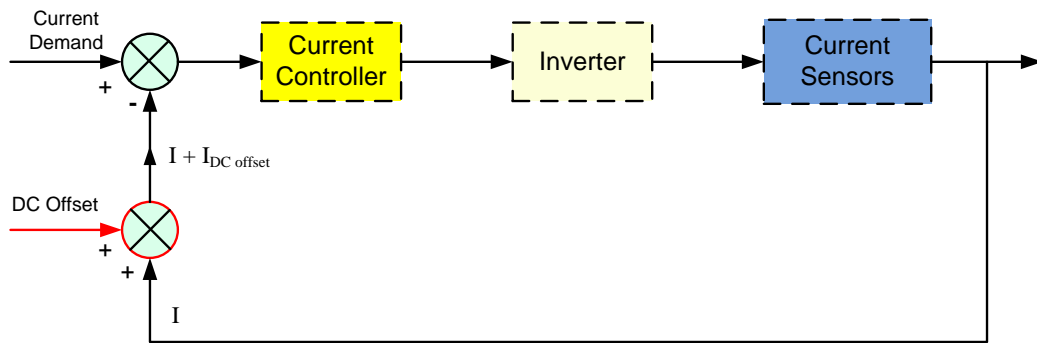 Current
Demand
+
-
Current
Controller
Inverter
Current
Sensors
I + I_DC offset
DC Offset
+
+
I